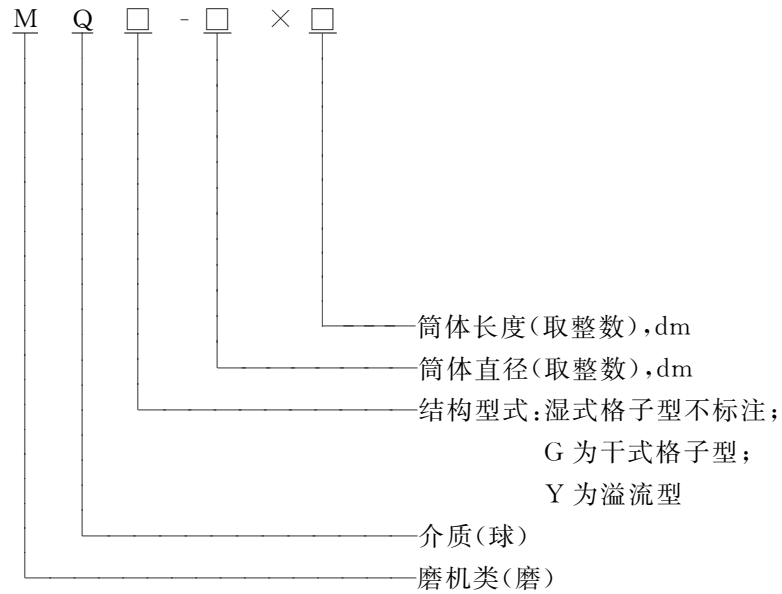 M Q □ - □ × □
筒体长度(取整数),dm
筒体直径(取整数),dm
结构型式:湿式格子型不标注;
G 为干式格子型;
Y 为溢流型
介质(球)
磨机类(磨)